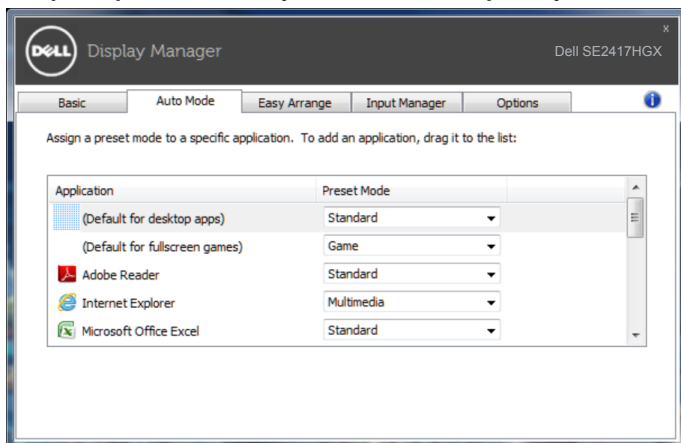 x
DELL Display Manager Dell SE2417HGX
Basic Auto Mode Easy Arrange Input Manager Options i
Assign a preset mode to a specific application. To add an application, drag it to the list:
Application Preset Mode
(Default for desktop apps) Standard
(Default for fullscreen games) Game
Adobe Reader Standard
Internet Explorer Multimedia
Microsoft Office Excel Standard